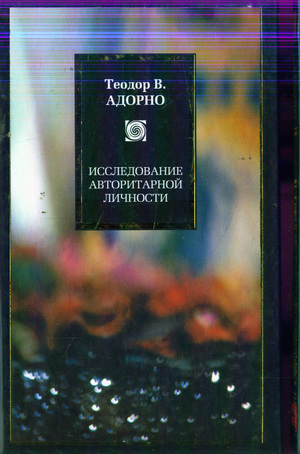 Теодор В.
АДОРНО
ИССЛЕДОВАНИЕ
АВТОРИТАРНОЙ
ЛИЧНОСТИ